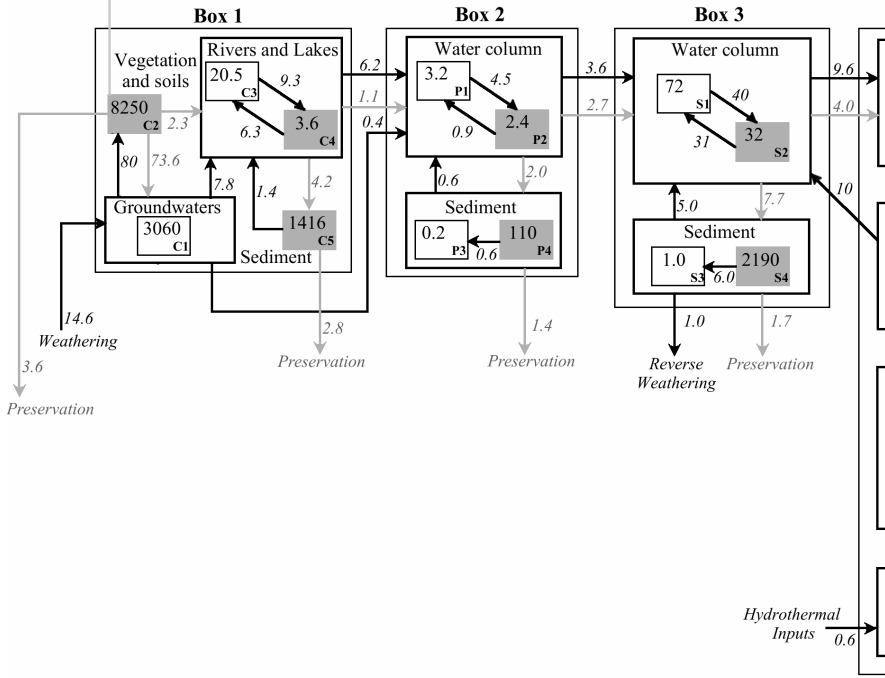 Box 1
Box 2
Box 3
Vegetation
and soils
8250
C2
2.3
80
73.6
Rivers and Lakes
20.5
C3
9.3
6.3
3.6
C4
7.8
1.4
4.2
Groundwaters
3060
C1
1416
C5
Sediment
14.6
Weathering
3.6
Preservation
2.8
Preservation
6.2
1.1
0.4
Water column
3.2
P1
4.5
0.9
2.4
P2
0.6
2.0
Sediment
0.2
P3
0.6
110
P4
1.4
Preservation
3.6
2.7
Water column
72
S1
40
31
32
S2
5.0
7.7
Sediment
1.0
S3
6.0
2190
S4
1.0
Reverse
Weathering
1.7
Preservation
9.6
4.0
10
Hydrothermal
Inputs
0.6